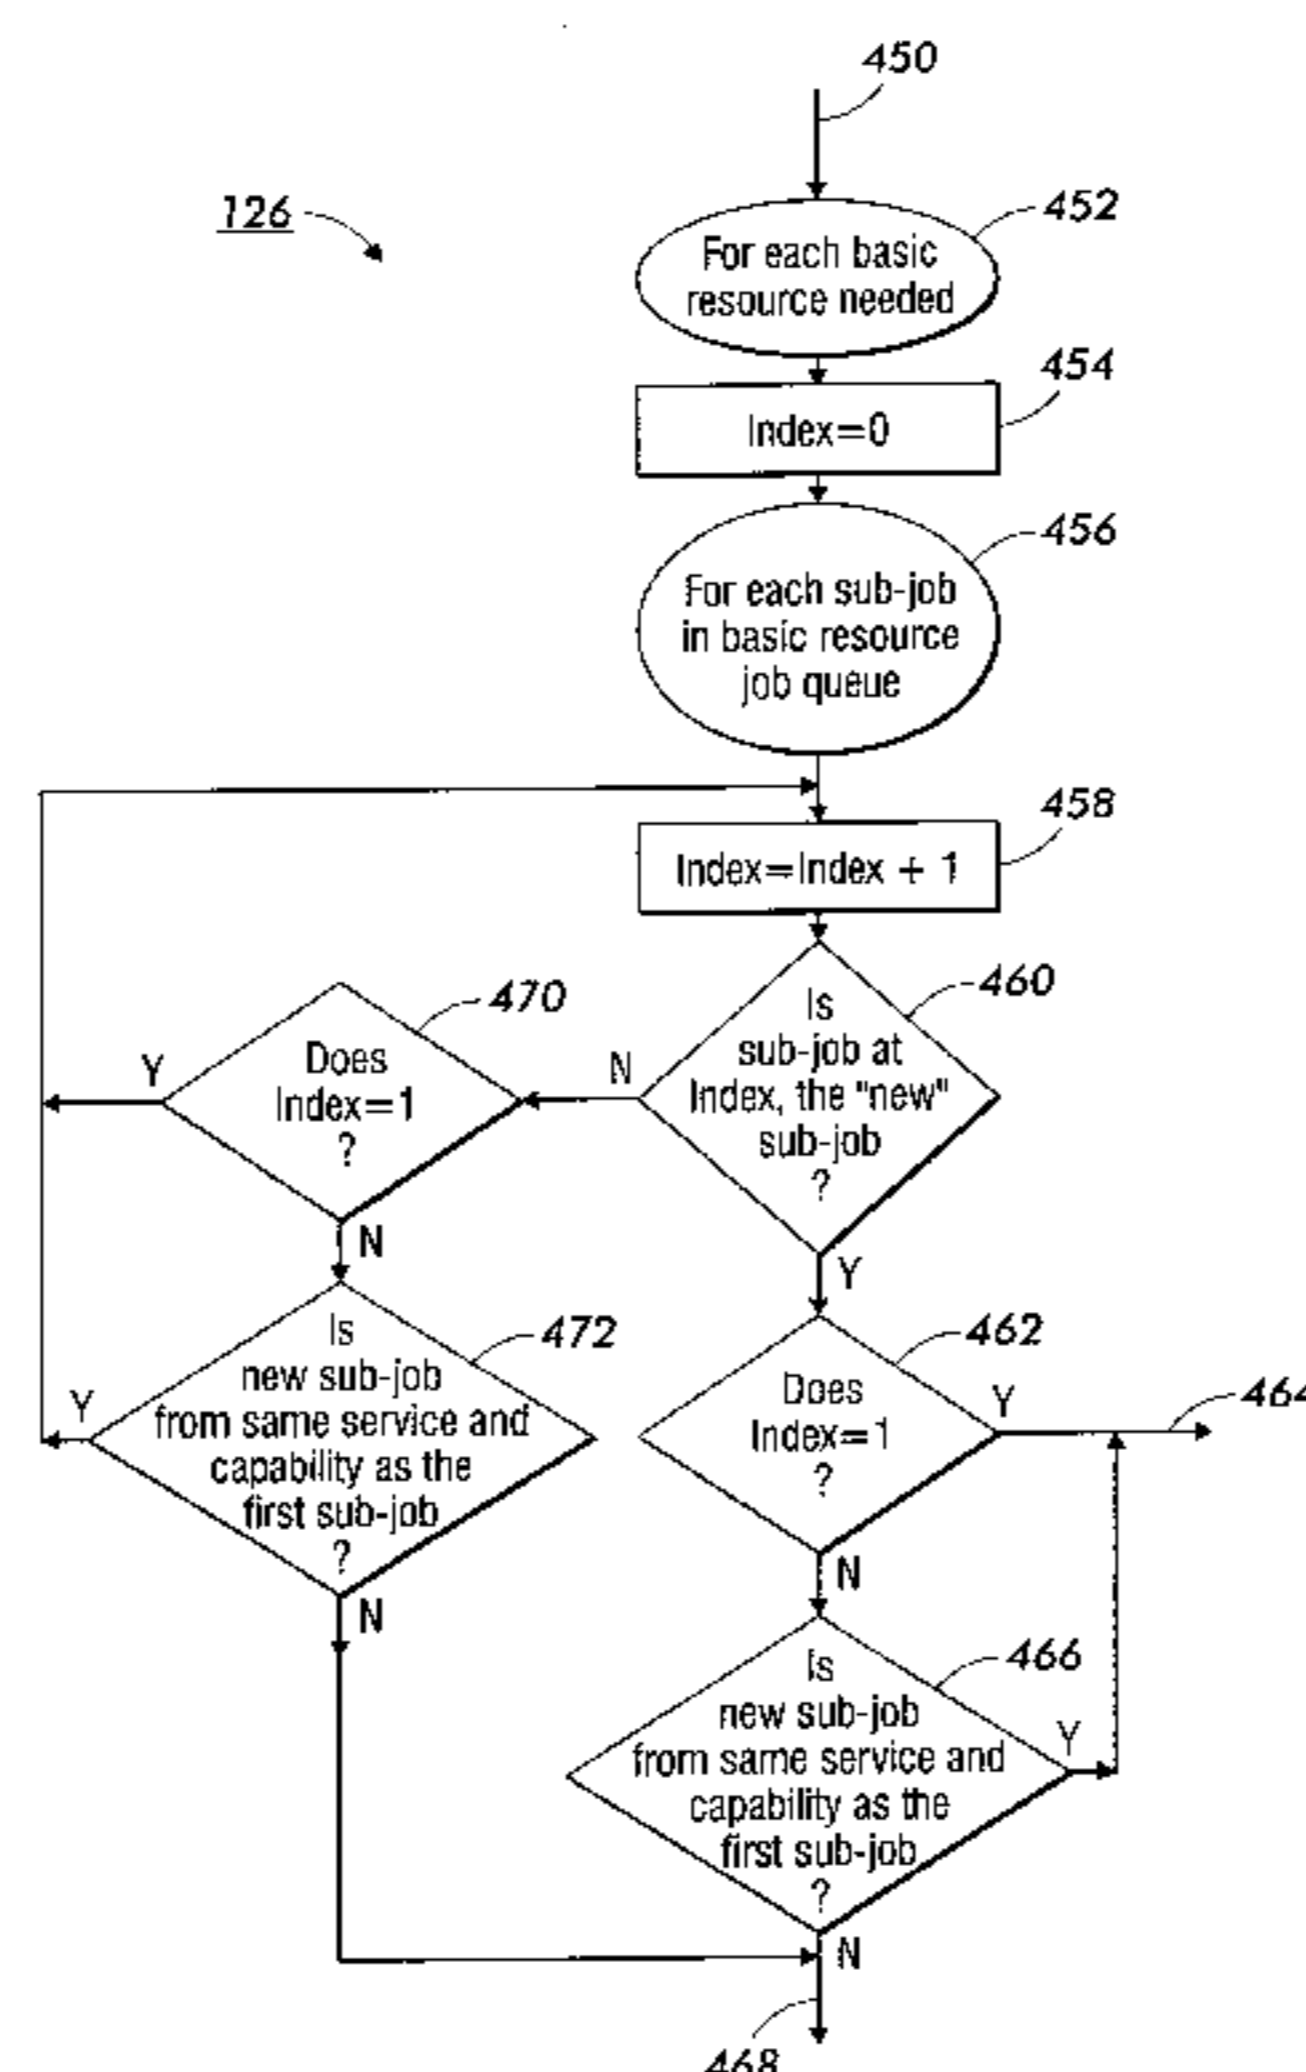 450
126
452
For each basic
resource needed
454
Index=0
456
For each sub-job
in basic resource
job queue
458
Index=Index + 1
460
Is
sub-job at
Index, the "new"
sub-job
?
N
Y
470
Does
Index=1
?
Y
N
472
Is
new sub-job
from same service and
capability as the
first sub-job
?
Y
N
462
Does
Index=1
?
Y
464
N
466
Is
new sub-job
from same service and
capability as the
first sub-job
?
Y
N
468